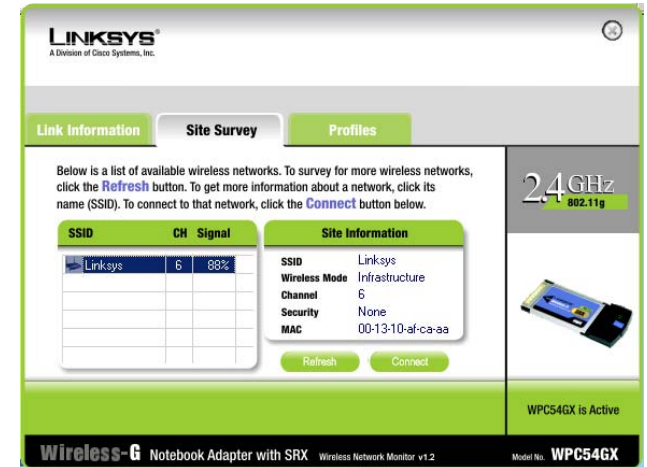 LINKSYS®
A Division of Cisco Systems, Inc.
Link Information Site Survey Profiles
Below is a list of available wireless networks. To survey for more wireless networks,
click the Refresh button. To get more information about a network, click its
name (SSID). To connect to that network, click the Connect button below.
2.4GHz
802.11g
SSID CH Signal
Linksys 6 88%
Site Information
SSID Linksys
Wireless Mode Infrastructure
Channel 6
Security None
MAC 00-13-10-af-ca-aa
Refresh Connect
WPC54GX is Active
Wireless-G Notebook Adapter with SRX Wireless Network Monitor v1.2 Model No. WPC54GX